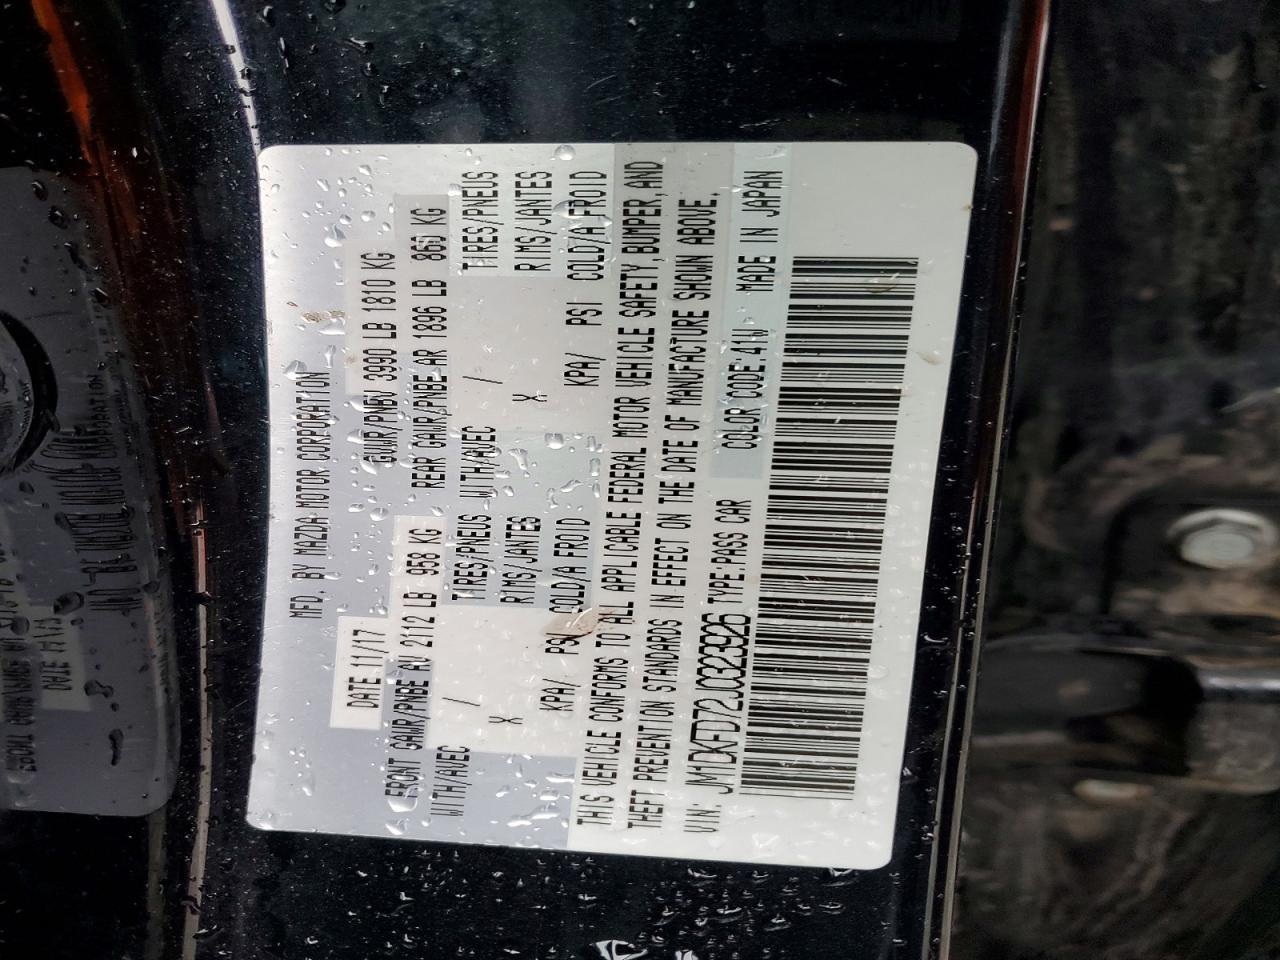 MFD. BY MAZDA MOTOR CORPORATION
DATE 11/17 GVWR/PNBV 3990 LB 1810 KG
FRONT GAWR/PNBE AV 2112 LB 958 KG REAR GAWR/PNBE AR 1896 LB 860 KG
WITH/AVEC / TIRES/PNEUS WITH/AVEC / TIRES/PNEUS
X RIMS/JANTES X RIMS/JANTES
KPA/ PSI COLD/A FROID KPA/ PSI COLD/A FROID
THIS VEHICLE CONFORMS TO ALL APPLICABLE FEDERAL MOTOR VEHICLE SAFETY, BUMPER, AND
THEFT PREVENTION STANDARDS IN EFFECT ON THE DATE OF MANUFACTURE SHOWN ABOVE.
VIN: JM1DKFD72J0323926 TYPE:PASS CAR COLOR CODE:41W MADE IN JAPAN